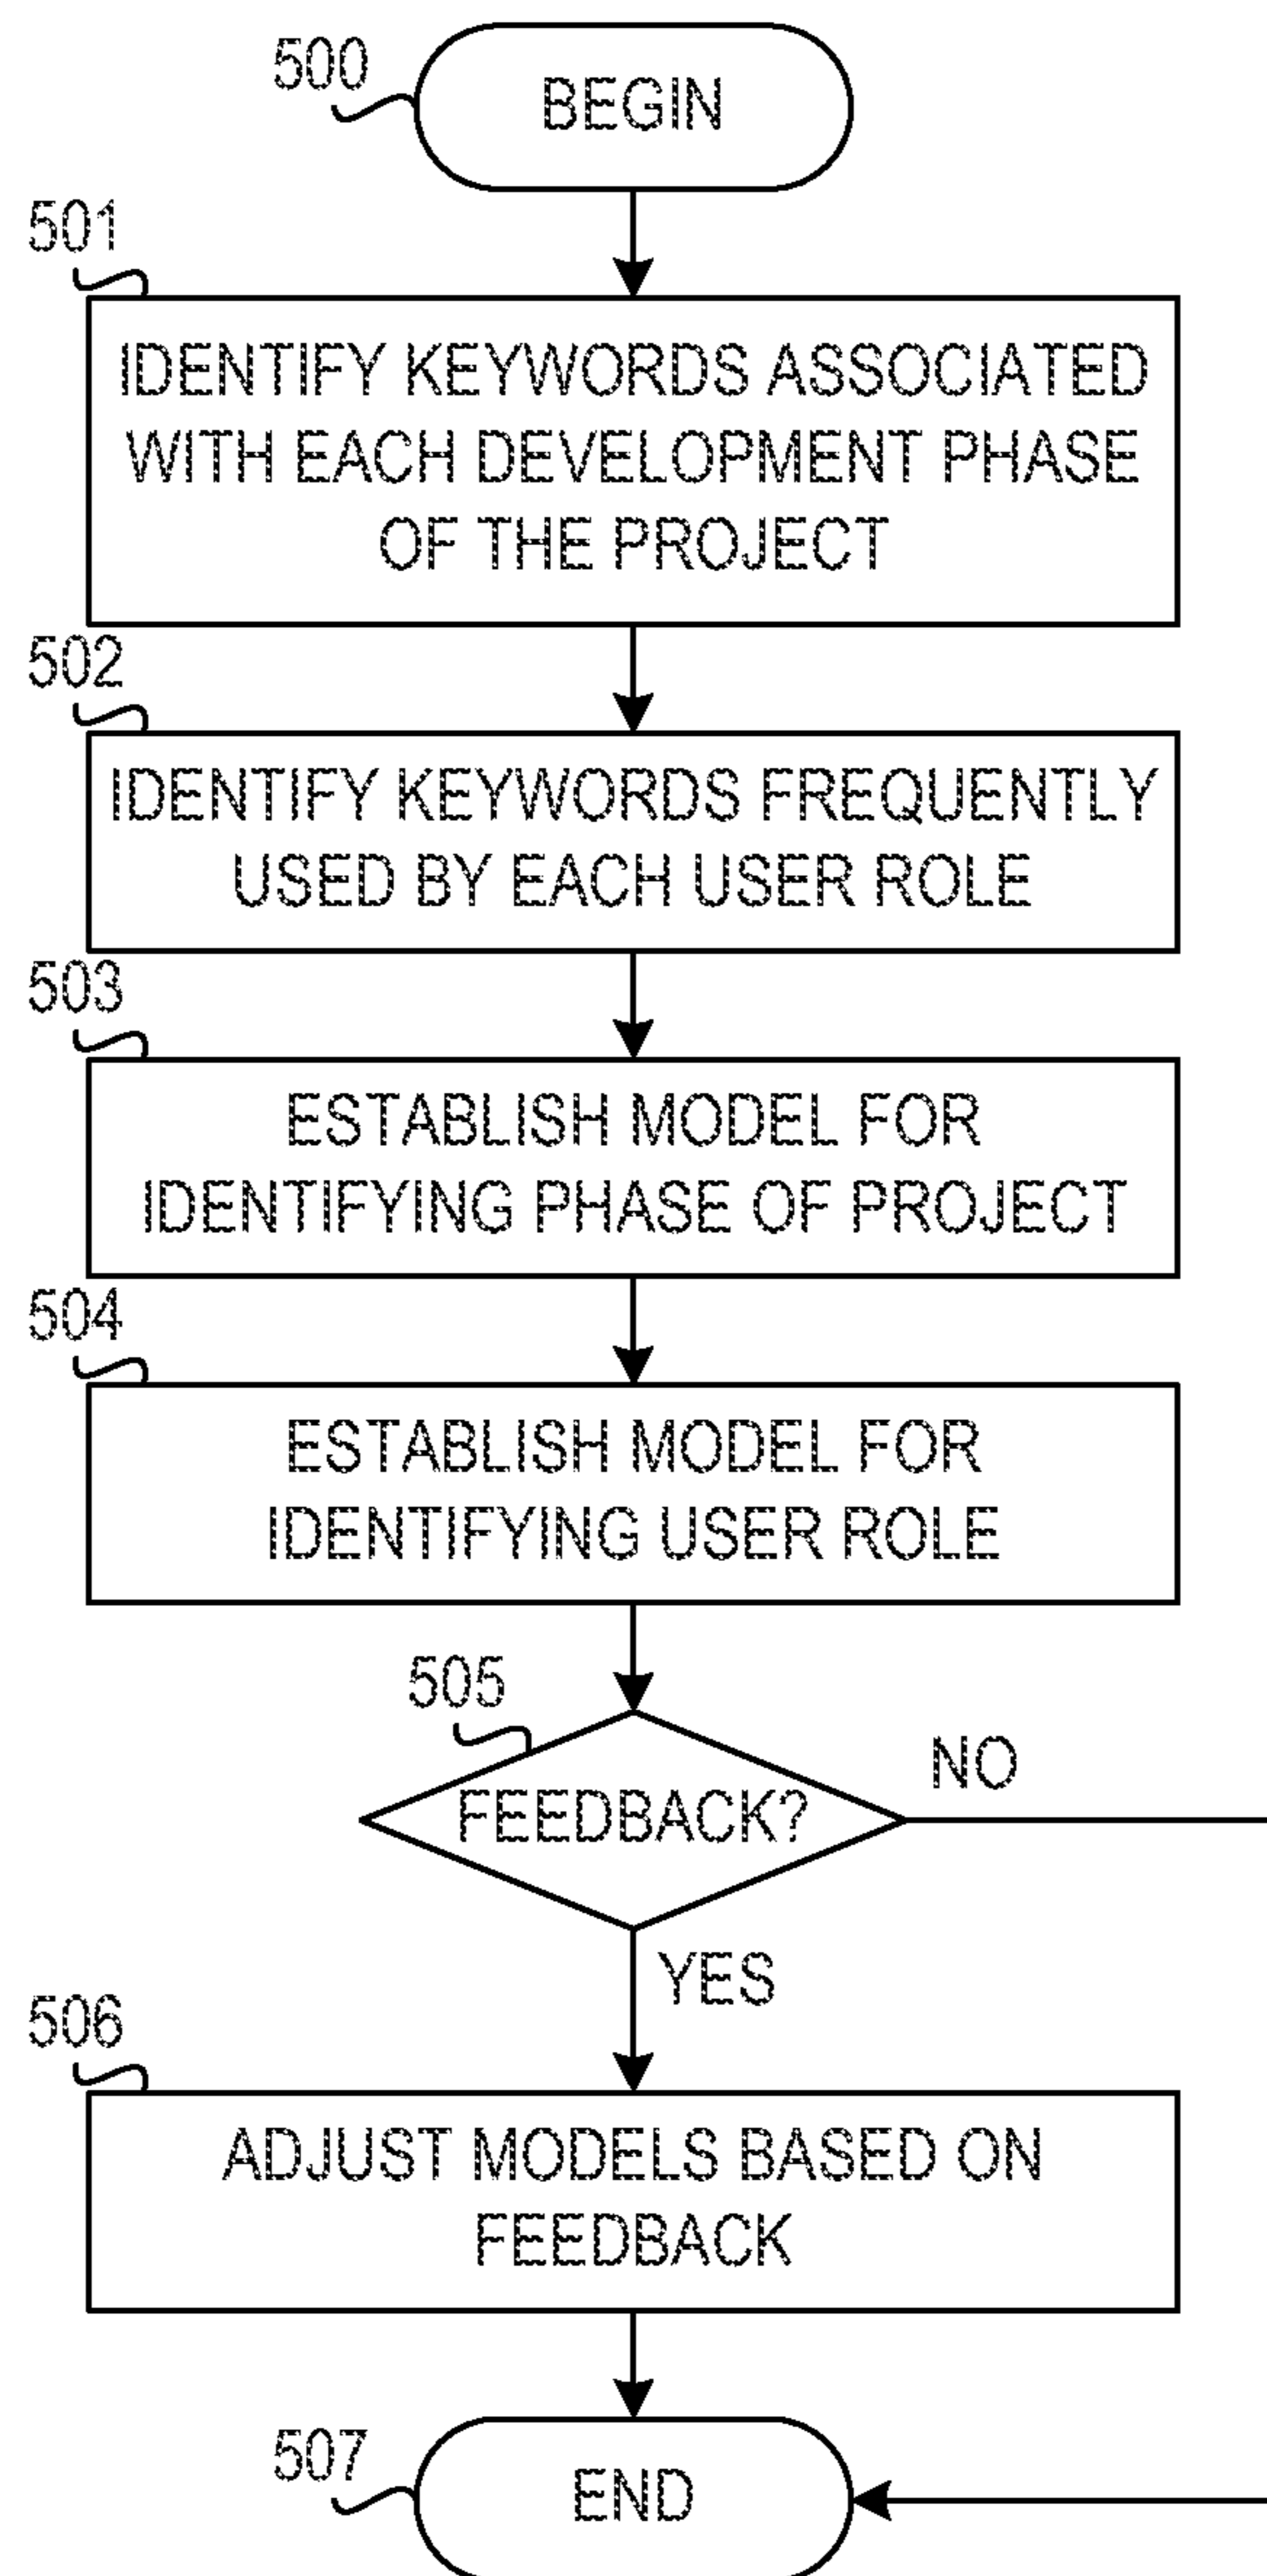 500
BEGIN
501
IDENTIFY KEYWORDS ASSOCIATED
WITH EACH DEVELOPMENT PHASE
OF THE PROJECT
502
IDENTIFY KEYWORDS FREQUENTLY
USED BY EACH USER ROLE
503
ESTABLISH MODEL FOR
IDENTIFYING PHASE OF PROJECT
504
ESTABLISH MODEL FOR
IDENTIFYING USER ROLE
505
FEEDBACK?
NO
YES
506
ADJUST MODELS BASED ON
FEEDBACK
507
END